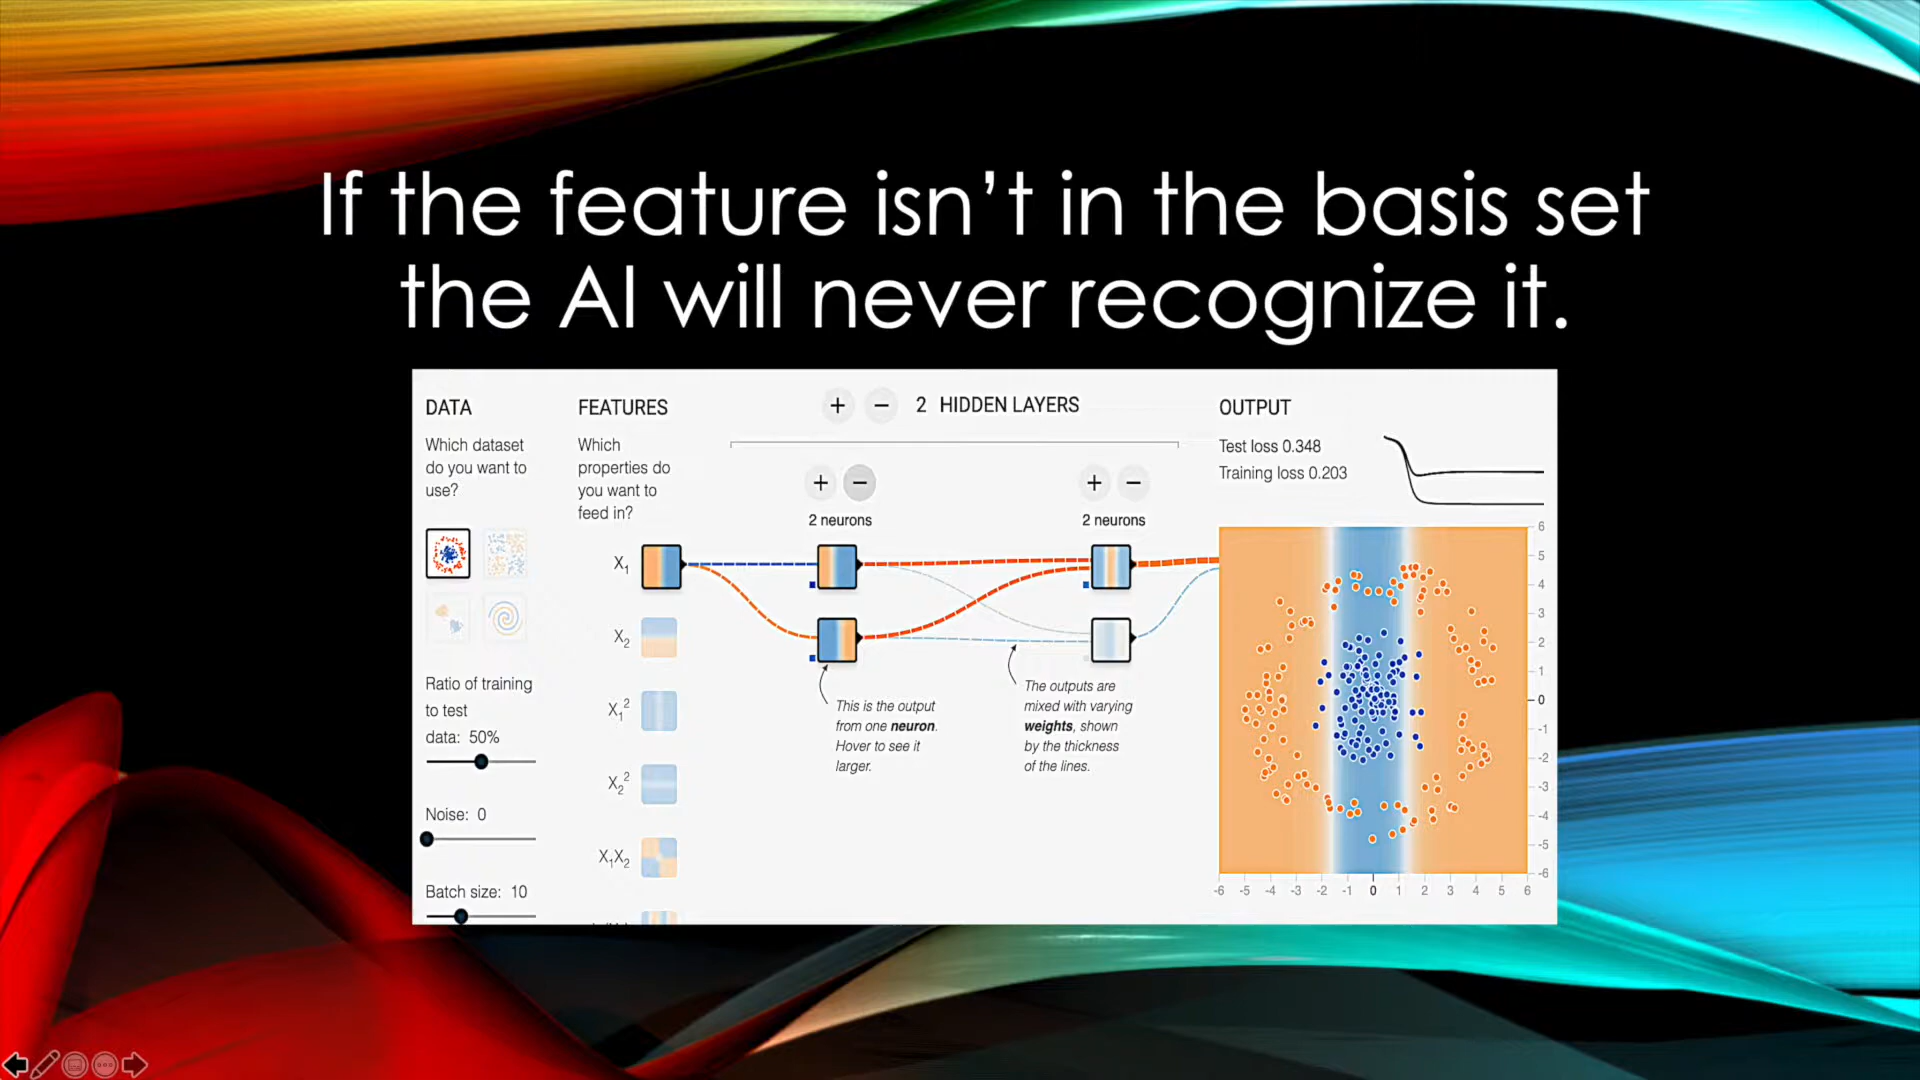 If the feature isn’t in the basis set
the AI will never recognize it.
DATA
Which dataset
do you want to
use?
Ratio of training
to test
data: 50%
Noise: 0
Batch size: 10
FEATURES
Which
properties do
you want to
feed in?
X₁
X₂
X₁²
X₂²
X₁X₂
+ − 2 HIDDEN LAYERS
+ −
2 neurons
+ −
2 neurons
This is the output
from one neuron.
Hover to see it
larger.
The outputs are
mixed with varying
weights, shown
by the thickness
of the lines.
OUTPUT
Test loss 0.348
Training loss 0.203
6
5
4
3
2
1
0
-1
-2
-3
-4
-5
-6
-6 -5 -4 -3 -2 -1 0 1 2 3 4 5 6